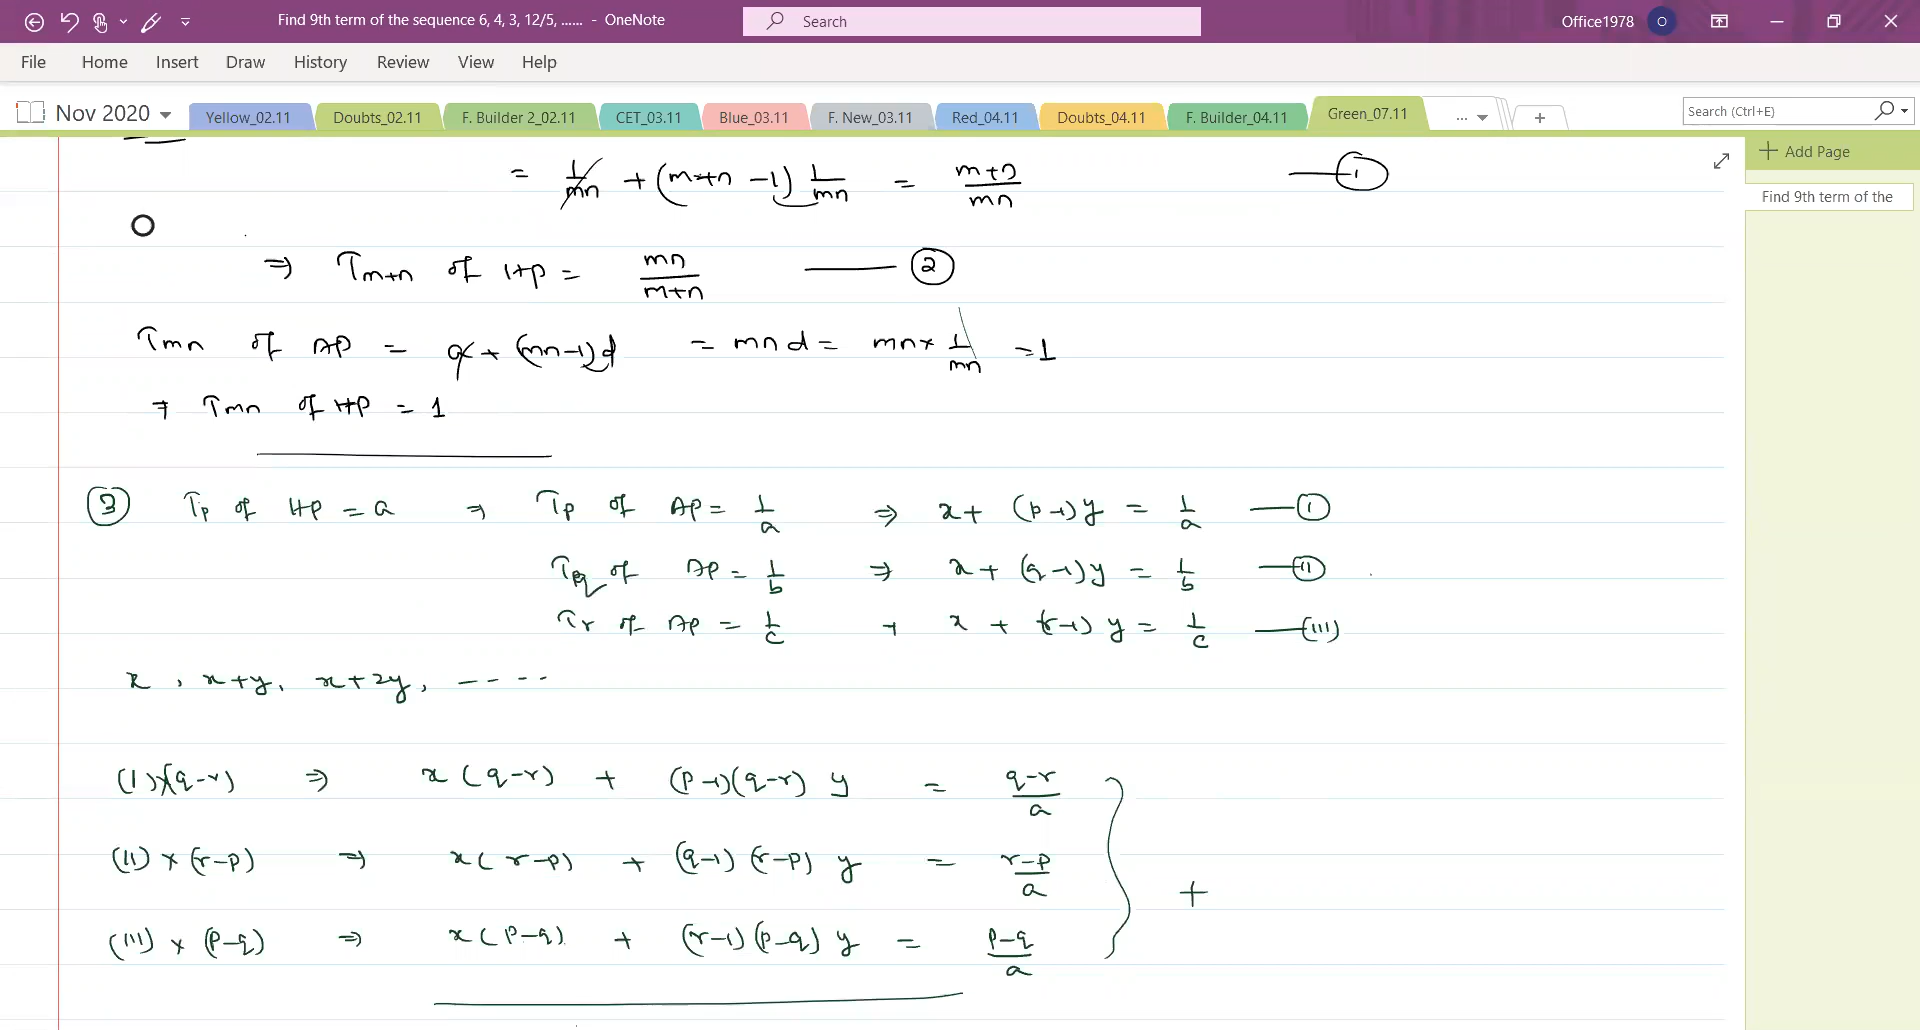 Find 9th term of the sequence 6, 4, 3, 12/5, ...... - OneNote
Search
Office1978 O
File Home Insert Draw History Review View Help
Nov 2020
Yellow_02.11 Doubts_02.11 F. Builder 2_02.11 CET_03.11 Blue_03.11 F. New_03.11 Red_04.11 Doubts_04.11 F. Builder_04.11 Green_07.11 ... +
Search (Ctrl+E)
+ Add Page
Find 9th term of the
= 1/mn + (m+n -1) 1/mn = m+n/mn —— (1)
⇒ Tm+n of HP = mn/m+n —— (2)
Tmn of AP = a + (mn-1)d = mnd = mn × 1/mn = 1
⇒ Tmn of HP = 1
(3) Tp of HP = a ⇒ Tp of AP = 1/a ⇒ x + (p-1)y = 1/a —— (I)
Tq of AP = 1/b ⇒ x + (q-1)y = 1/b —— (II)
Tr of AP = 1/c ⇒ x + (r-1)y = 1/c —— (III)
x, x+y, x+2y, -----
(I)×(q-r) ⇒ x(q-r) + (p-1)(q-r) y = q-r/a
(II) × (r-p) ⇒ x(r-p) + (q-1)(r-p) y = r-p/a
+
(III) × (p-q) ⇒ x(p-q) + (r-1)(p-q) y = p-q/a